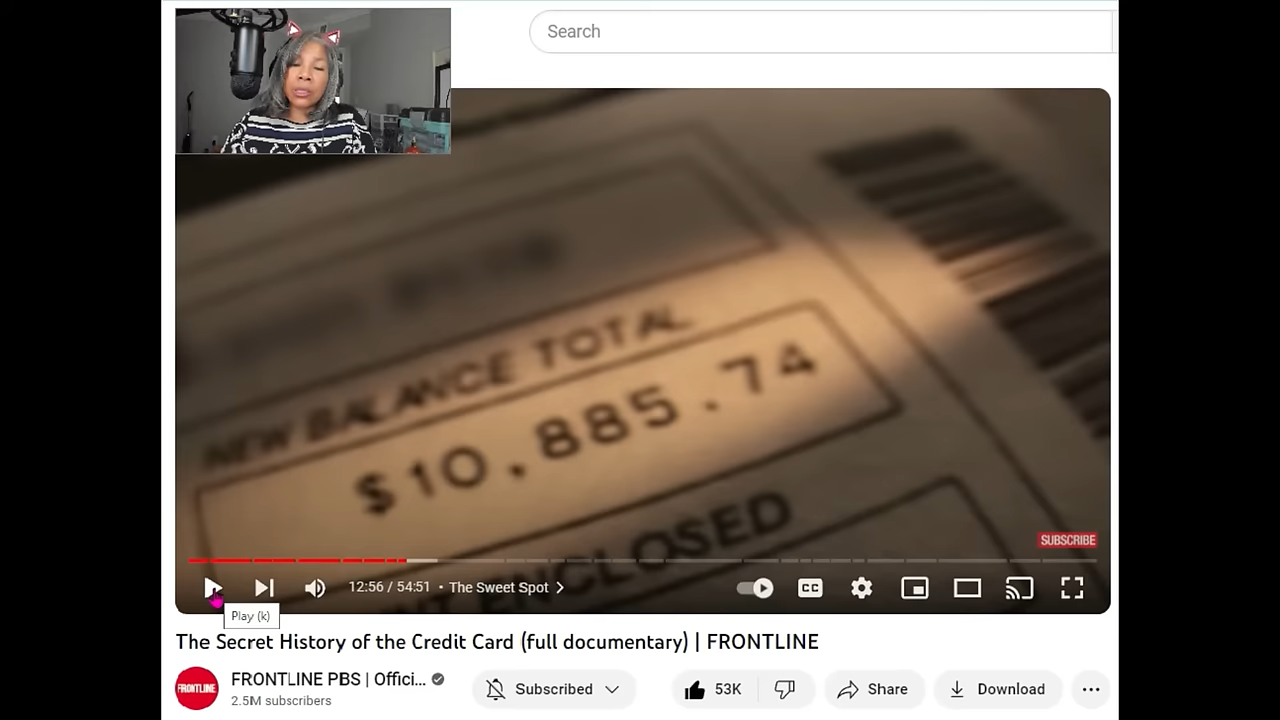 Search
NEW BALANCE TOTAL
$10,885.74
ENCLOSED
SUBSCRIBE
12:56 / 54:51 • The Sweet Spot
CC
Play (k)
The Secret History of the Credit Card (full documentary) | FRONTLINE
FRONTLINE
FRONTLINE PBS | Offici...
2.5M subscribers
Subscribed
53K
Share
Download